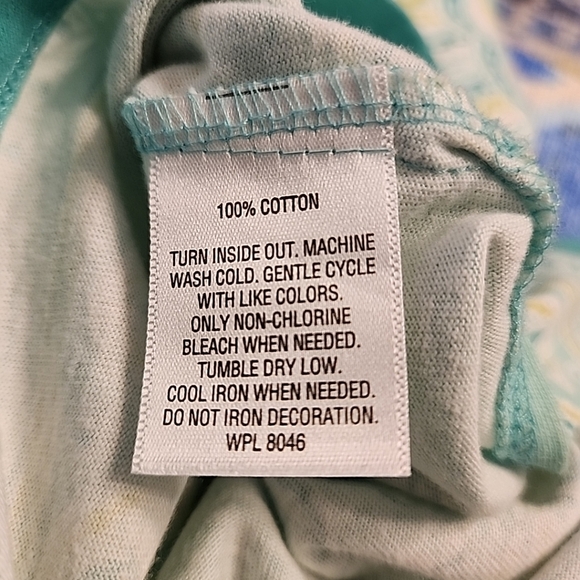 100% COTTON
TURN INSIDE OUT. MACHINE
WASH COLD. GENTLE CYCLE
WITH LIKE COLORS.
ONLY NON-CHLORINE
BLEACH WHEN NEEDED.
TUMBLE DRY LOW.
COOL IRON WHEN NEEDED.
DO NOT IRON DECORATION.
WPL 8046